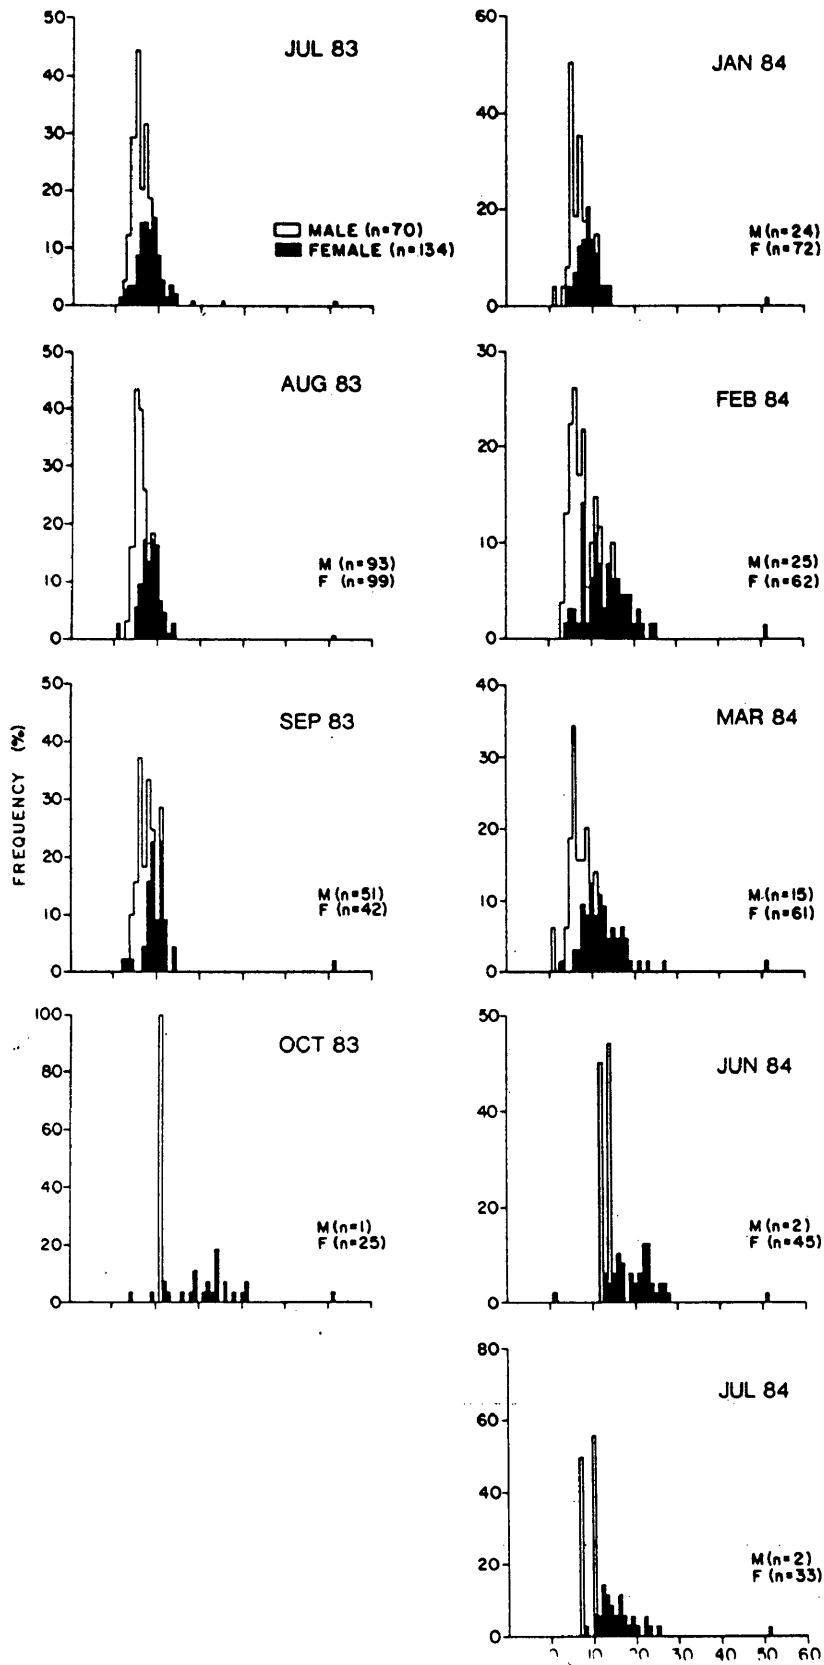 FREQUENCY (%)
50
40
30
20
10
0
JUL 83
MALE (n=70)
FEMALE (n=134)
50
40
30
20
10
0
AUG 83
M (n=93)
F (n=99)
50
40
30
20
10
0
SEP 83
M (n=51)
F (n=42)
100
80
60
40
20
0
OCT 83
M (n=1)
F (n=25)
60
40
20
0
JAN 84
M (n=24)
F (n=72)
30
20
10
0
FEB 84
M (n=25)
F (n=62)
40
30
20
10
0
MAR 84
M (n=15)
F (n=61)
50
40
20
0
JUN 84
M (n=2)
F (n=45)
80
60
40
20
0
JUL 84
M (n=2)
F (n=33)
0 10 20 30 40 50 60